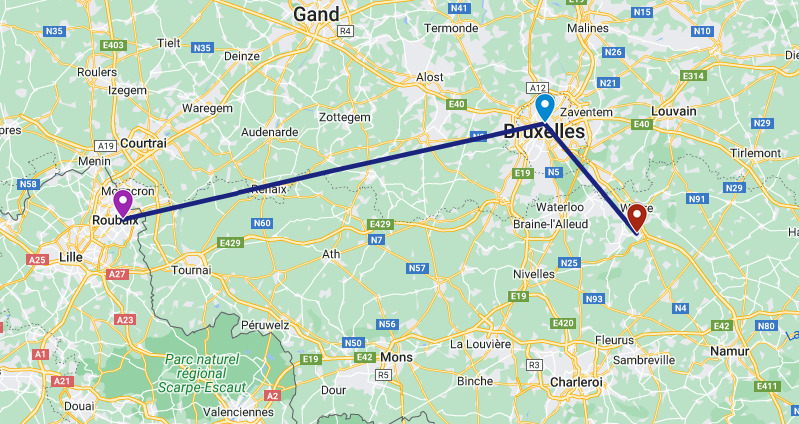 Gand
N41
E19
N15
N35
E403
Tielt
N35
R4
Termonde
Malines
N10
Deinze
N26
Roulers
Alost
N21
E314
Izegem
A12
Waregem
E40
Zaventem
Louvain
Zottegem
Bruxelles
E40
N29
Audenarde
Courtrai
A19
Tirlemont
Menin
E19
N5
N58
Renaix
N29
N91
Roubaix
Waterloo
N60
E429
Braine-l'Alleud
E429
N7
Lille
A25
Ath
N25
A27
Tournai
N57
Nivelles
E19
N93
N4
A23
Péruwelz
N56
E420
E42
N80
N50
La Louvière
Fleurus
A1
Parc naturel
régional
Scarpe-Escaut
E19
E42
Mons
Namur
R3
Sambreville
A21
R5
Dour
Binche
Charleroi
E411
A2
Douai
Valenciennes